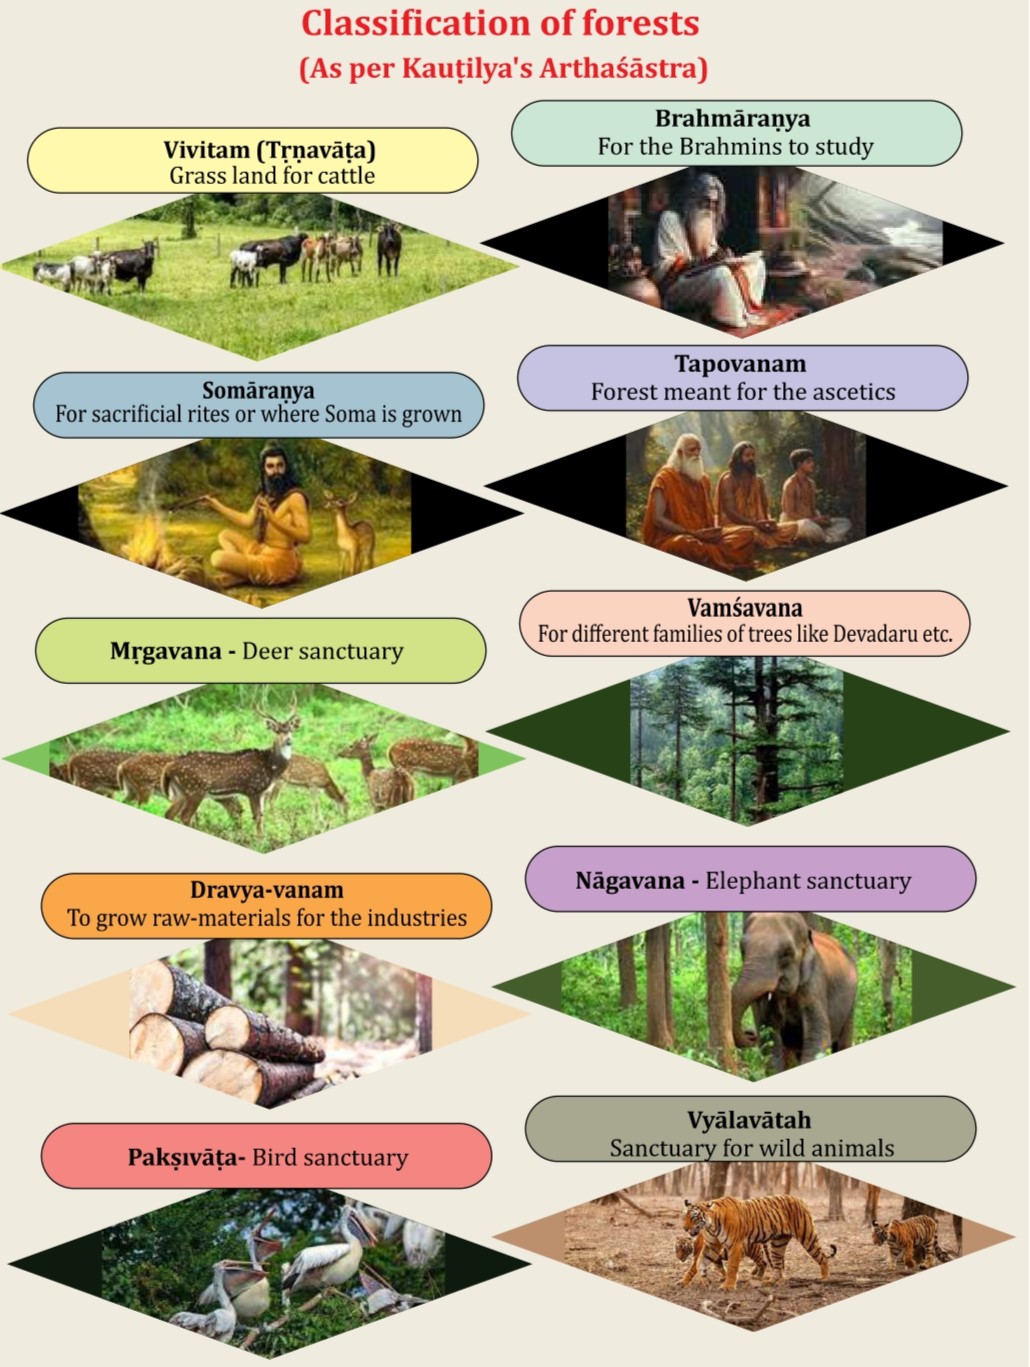 Classification of forests
(As per Kauṭilya's Arthaśāstra)
Vivitam (Tṛṇavāṭa)
Grass land for cattle
Brahmāraṇya
For the Brahmins to study
Somāraṇya
For sacrificial rites or where Soma is grown
Tapovanam
Forest meant for the ascetics
Mṛgavana - Deer sanctuary
Vamśavana
For different families of trees like Devadaru etc.
Dravya-vanam
To grow raw-materials for the industries
Nāgavana - Elephant sanctuary
Pakṣıvāṭa- Bird sanctuary
Vyālavātah
Sanctuary for wild animals